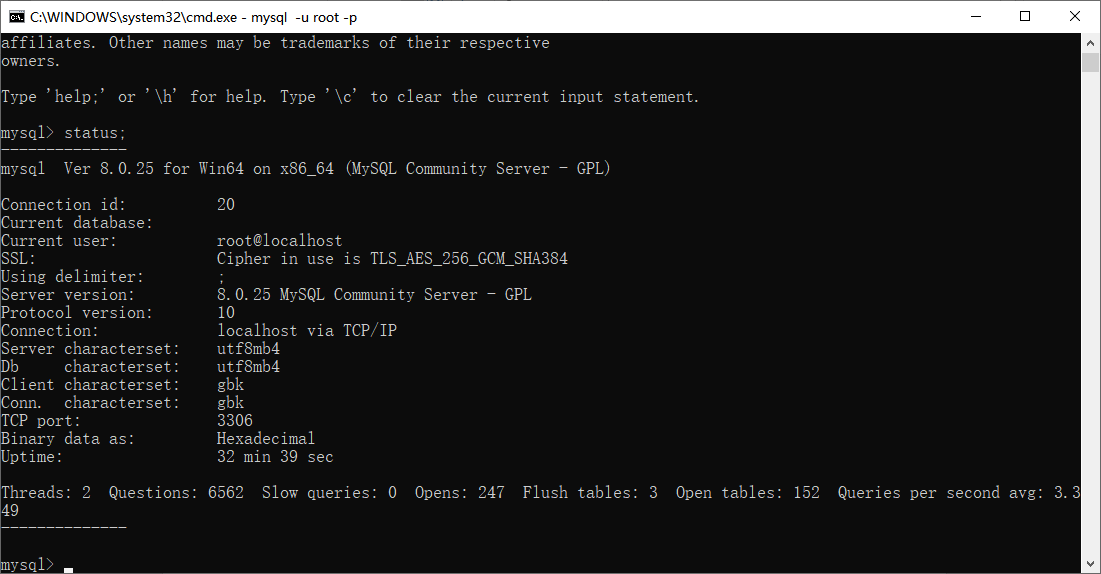 C:\WINDOWS\system32\cmd.exe - mysql  -u root -p
affiliates. Other names may be trademarks of their respective
owners.
Type 'help;' or '\h' for help. Type '\c' to clear the current input statement.
mysql> status;
--------------
mysql  Ver 8.0.25 for Win64 on x86_64 (MySQL Community Server - GPL)
Connection id:          20
Current database:
Current user:           root@localhost
SSL:                    Cipher in use is TLS_AES_256_GCM_SHA384
Using delimiter:        ;
Server version:         8.0.25 MySQL Community Server - GPL
Protocol version:       10
Connection:             localhost via TCP/IP
Server characterset:    utf8mb4
Db     characterset:    utf8mb4
Client characterset:    gbk
Conn.  characterset:    gbk
TCP port:               3306
Binary data as:         Hexadecimal
Uptime:                 32 min 39 sec
Threads: 2  Questions: 6562  Slow queries: 0  Opens: 247  Flush tables: 3  Open tables: 152  Queries per second avg: 3.3
49
--------------
mysql>